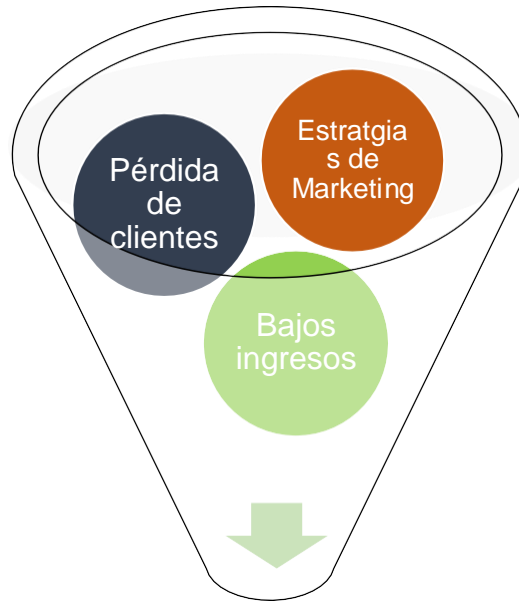 Pérdida
de
clientes
Estratgia
s de
Marketing
Bajos
ingresos